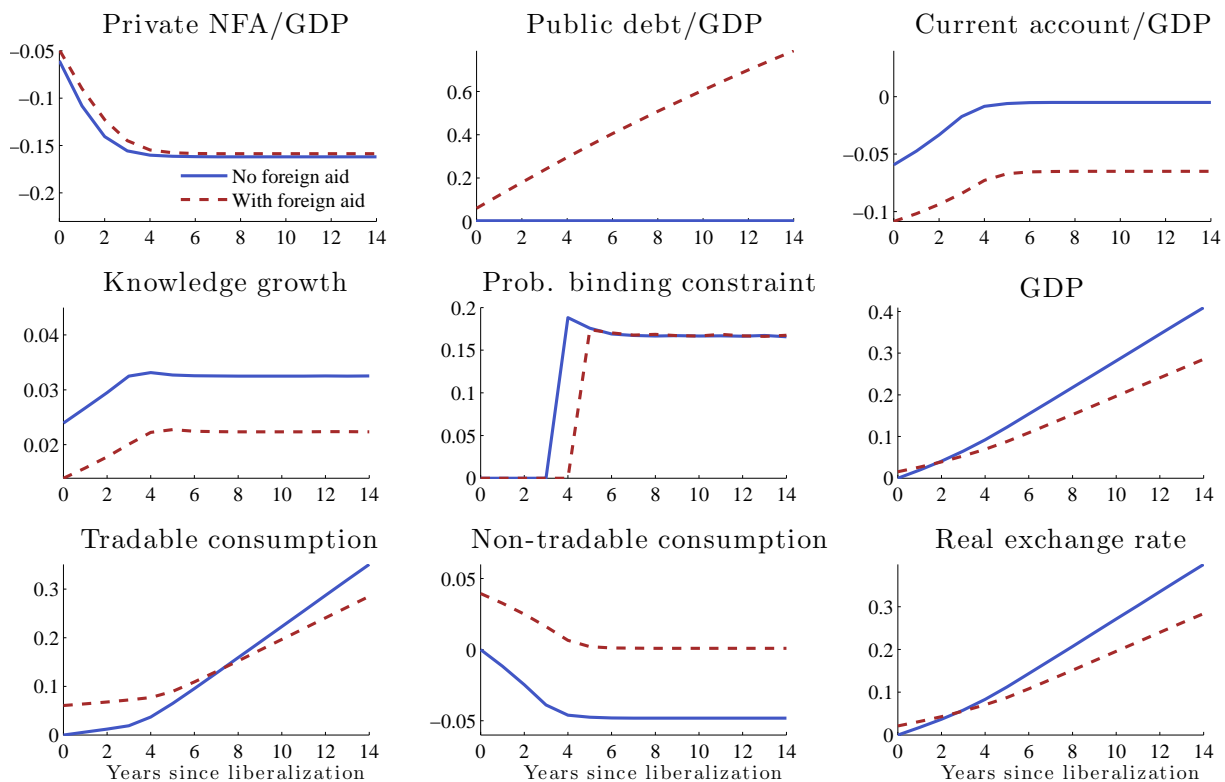 Private NFA/GDP
Public debt/GDP
Current account/GDP
−0.05
−0.1
−0.15
−0.2
0 2 4 6 8 10 12 14
No foreign aid
With foreign aid
0.6
0.4
0.2
0
0 2 4 6 8 10 12 14
0
−0.05
−0.1
0 2 4 6 8 10 12 14
Knowledge growth
Prob. binding constraint
GDP
0.04
0.03
0.02
0 2 4 6 8 10 12 14
0.2
0.15
0.1
0.05
0
0 2 4 6 8 10 12 14
0.4
0.3
0.2
0.1
0
0 2 4 6 8 10 12 14
Tradable consumption
Non-tradable consumption
Real exchange rate
0.3
0.2
0.1
0
0 2 4 6 8 10 12 14
Years since liberalization
0.05
0
−0.05
0 2 4 6 8 10 12 14
Years since liberalization
0.3
0.2
0.1
0
0 2 4 6 8 10 12 14
Years since liberalization